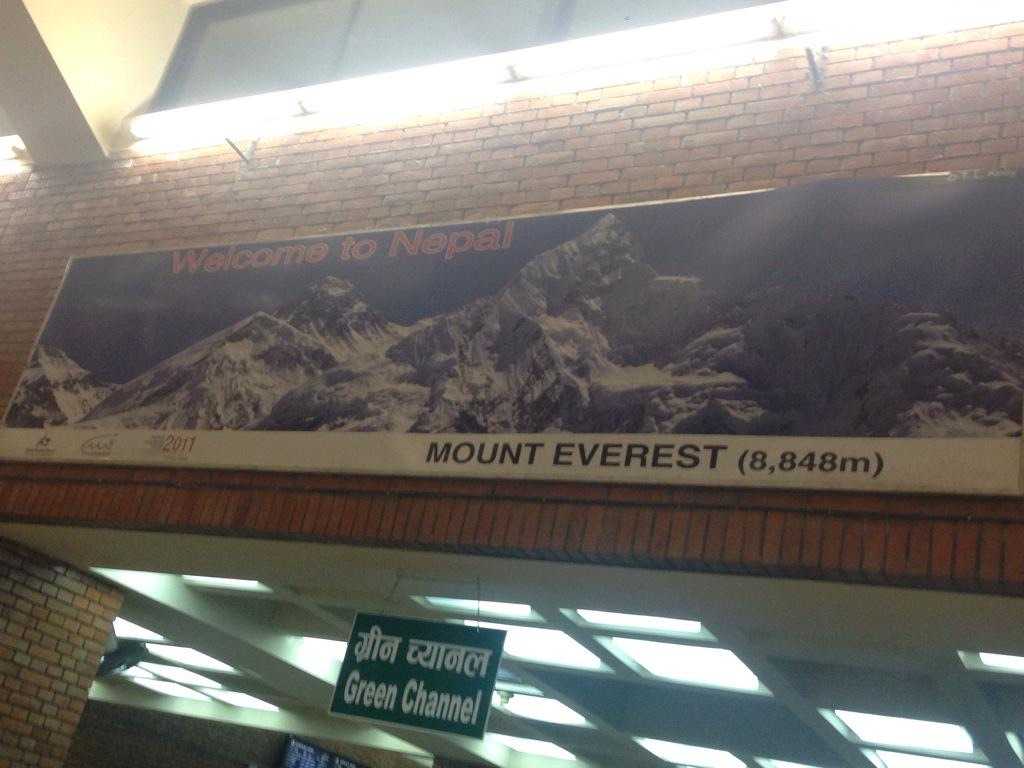 Welcome to Nepal
2011
MOUNT EVEREST (8,848m)
ग्रीन च्यानल
Green Channel